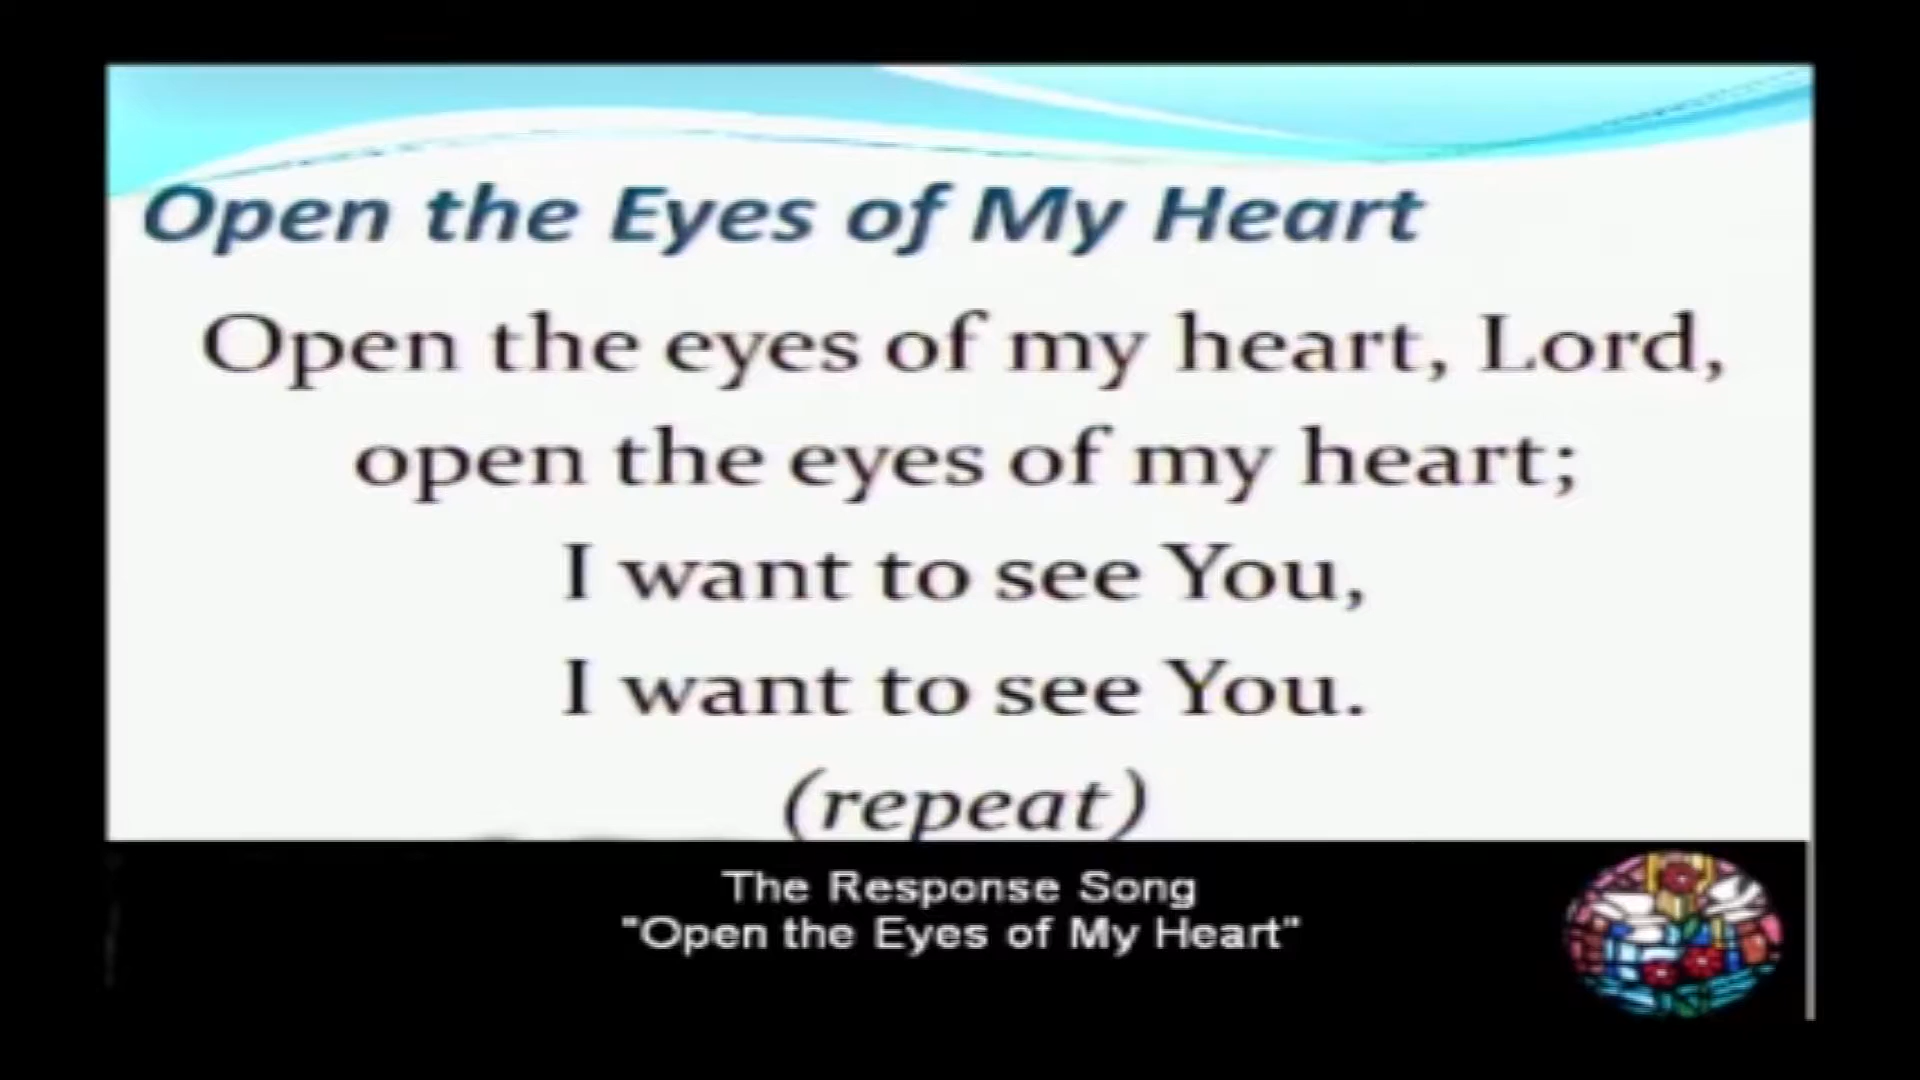 Open the Eyes of My Heart
Open the eyes of my heart, Lord,
open the eyes of my heart;
I want to see You,
I want to see You.
(repeat)
The Response Song
"Open the Eyes of My Heart"